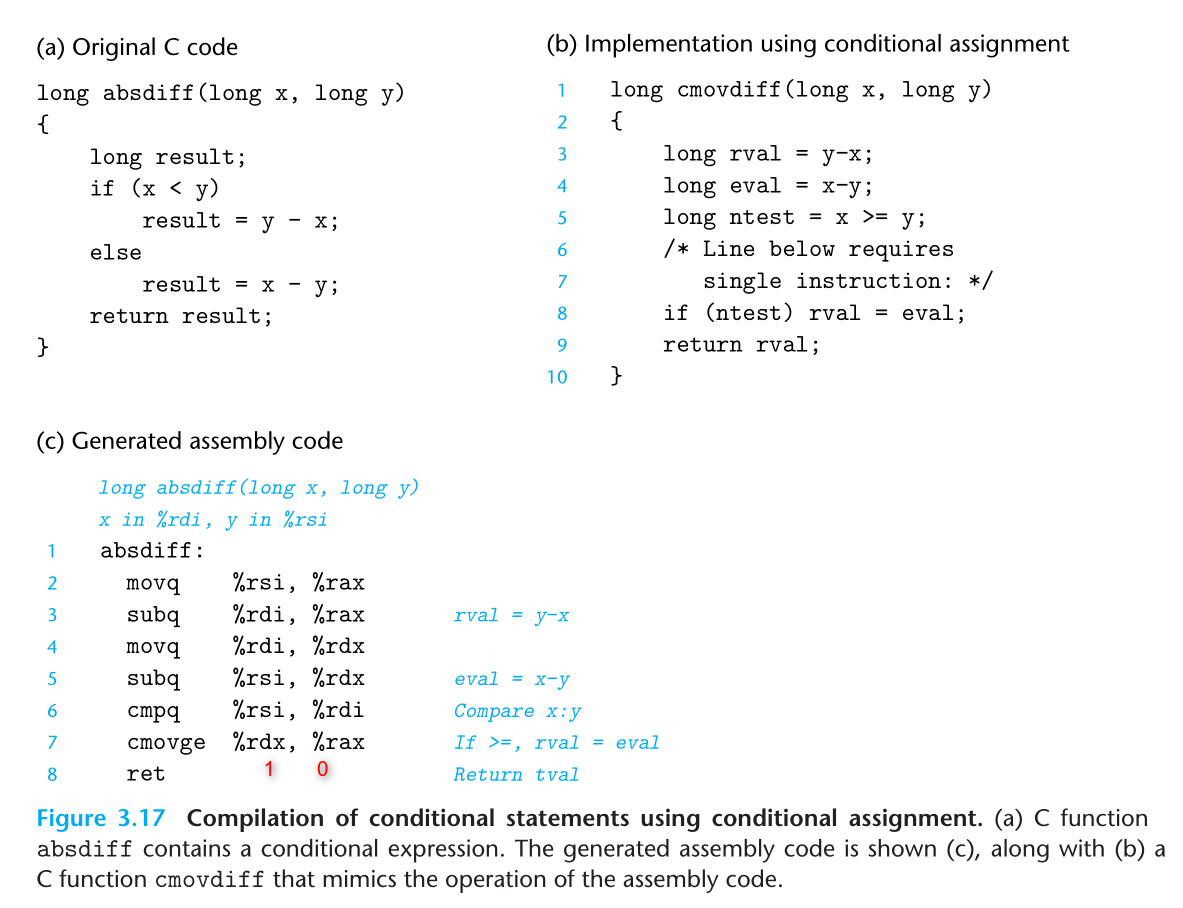 (a) Original C code
long absdiff(long x, long y)
{
    long result;
    if (x < y)
        result = y - x;
    else
        result = x - y;
    return result;
}
(b) Implementation using conditional assignment
1 long cmovdiff(long x, long y)
2 {
3     long rval = y-x;
4     long eval = x-y;
5     long ntest = x >= y;
6     /* Line below requires
7        single instruction: */
8     if (ntest) rval = eval;
9     return rval;
10 }
(c) Generated assembly code
long absdiff(long x, long y)
x in %rdi, y in %rsi
1 absdiff:
2   movq %rsi, %rax
3   subq %rdi, %rax rval = y-x
4   movq %rdi, %rdx
5   subq %rsi, %rdx eval = x-y
6   cmpq %rsi, %rdi Compare x:y
7   cmovge %rdx, %rax If >=, rval = eval
8   ret 1 0 Return tval
Figure 3.17 Compilation of conditional statements using conditional assignment. (a) C function
absdiff contains a conditional expression. The generated assembly code is shown (c), along with (b) a
C function cmovdiff that mimics the operation of the assembly code.